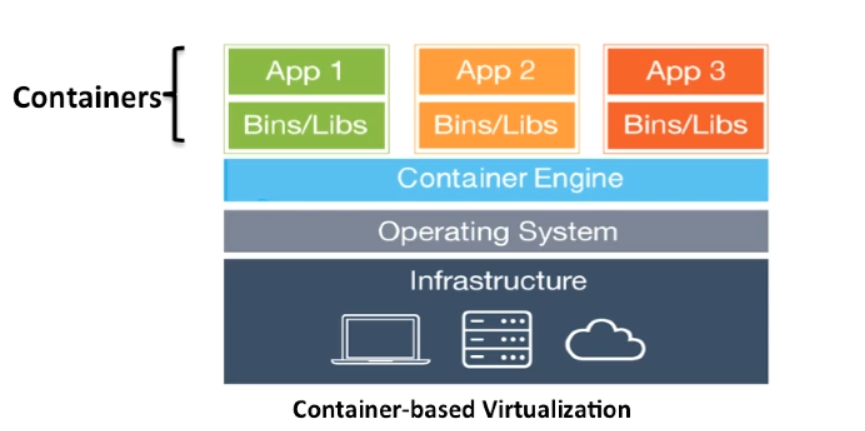 App 1
App 2
App 3
Containers
Bins/Libs
Bins/Libs
Bins/Libs
Container Engine
Operating System
Infrastructure
Container-based Virtualization